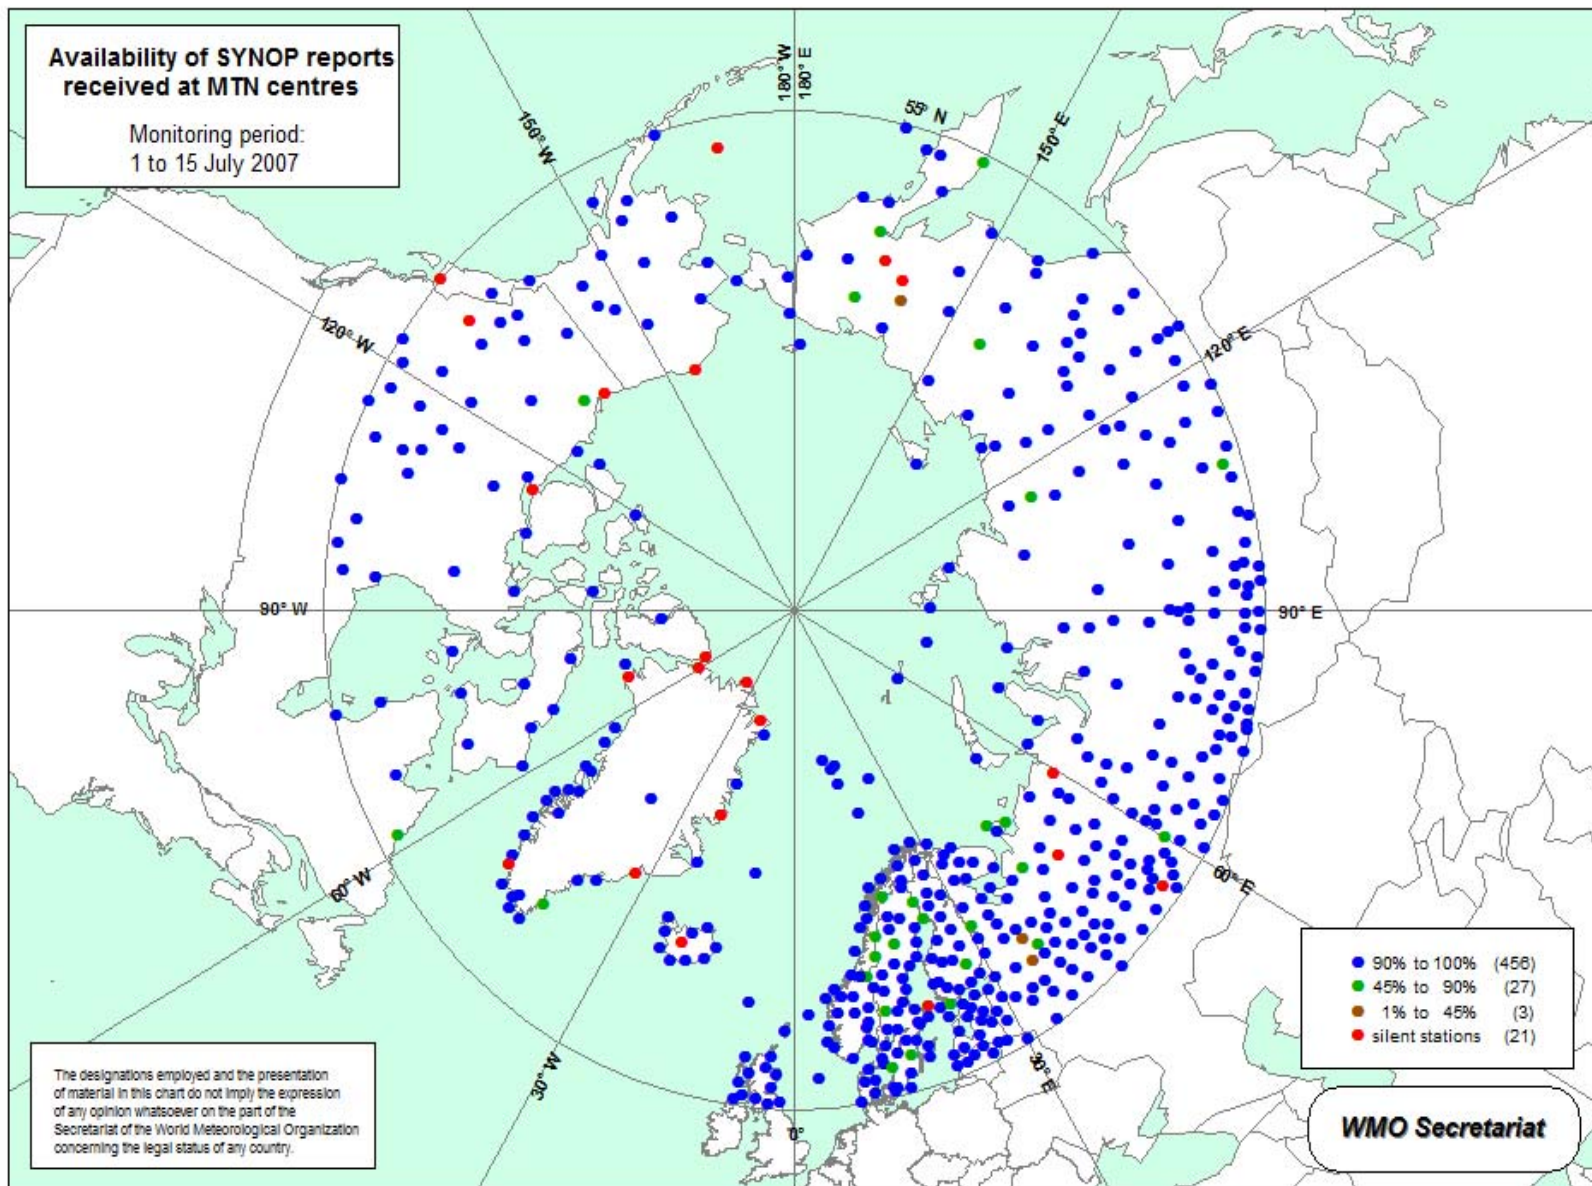 Availability of SYNOP reports
received at MTN centres
Monitoring period:
1 to 15 July 2007
180° W
180° E
55° N
150° W
150° E
120° W
120° E
90° W
90° E
60° W
60° E
30° W
30° E
0°
90% to 100% (456)
45% to 90% (27)
1% to 45% (3)
silent stations (21)
The designations employed and the presentation
of material in this chart do not imply the expression
of any opinion whatsoever on the part of the
Secretariat of the World Meteorological Organization
concerning the legal status of any country.
WMO Secretariat